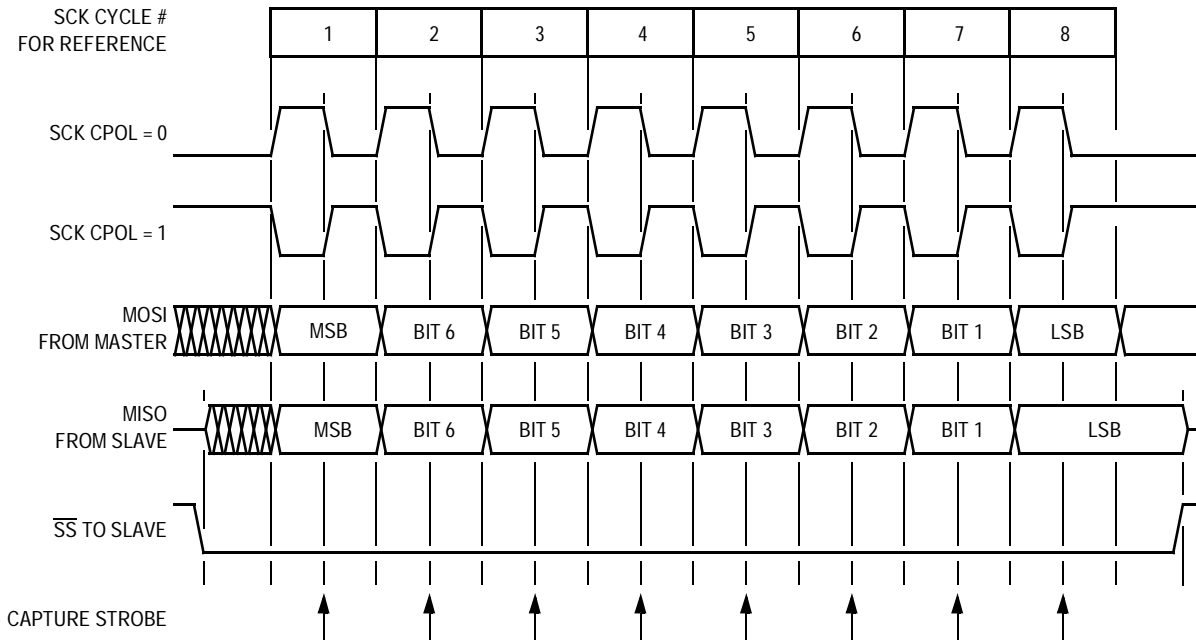 SCK CYCLE #
FOR REFERENCE
1 2 3 4 5 6 7 8
SCK CPOL = 0
SCK CPOL = 1
MOSI
FROM MASTER
MSB BIT 6 BIT 5 BIT 4 BIT 3 BIT 2 BIT 1 LSB
MISO
FROM SLAVE
MSB BIT 6 BIT 5 BIT 4 BIT 3 BIT 2 BIT 1 LSB
S̅S̅ TO SLAVE
CAPTURE STROBE